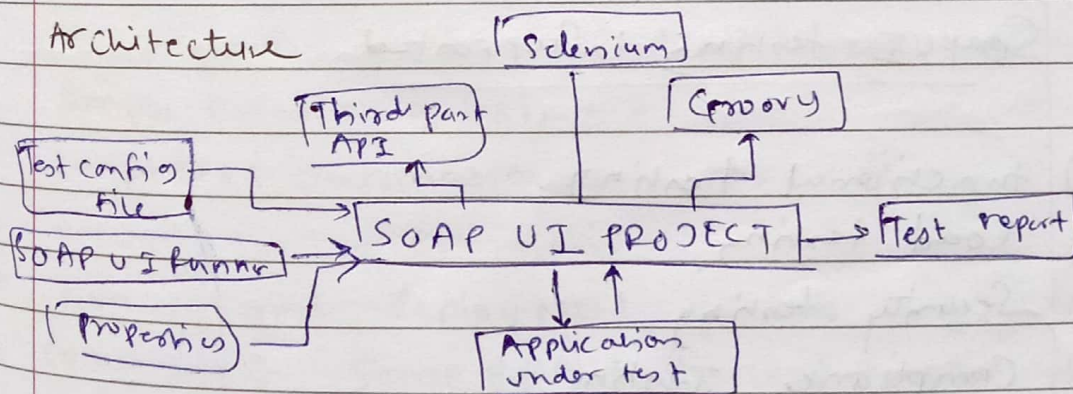 Architecture
Selenium
Third part
API
Groovy
Test config
file
SOAP UI PROJECT
Test report
SOAP UI Runner
Properties
Application
under test